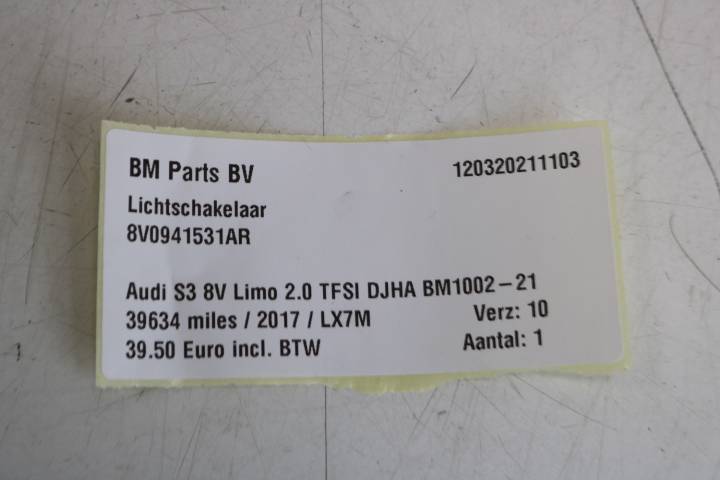 BM Parts BV 120320211103
Lichtschakelaar
8V0941531AR
Audi S3 8V Limo 2.0 TFSI DJHA BM1002-21
39634 miles / 2017 / LX7M Verz: 10
39.50 Euro incl. BTW Aantal: 1